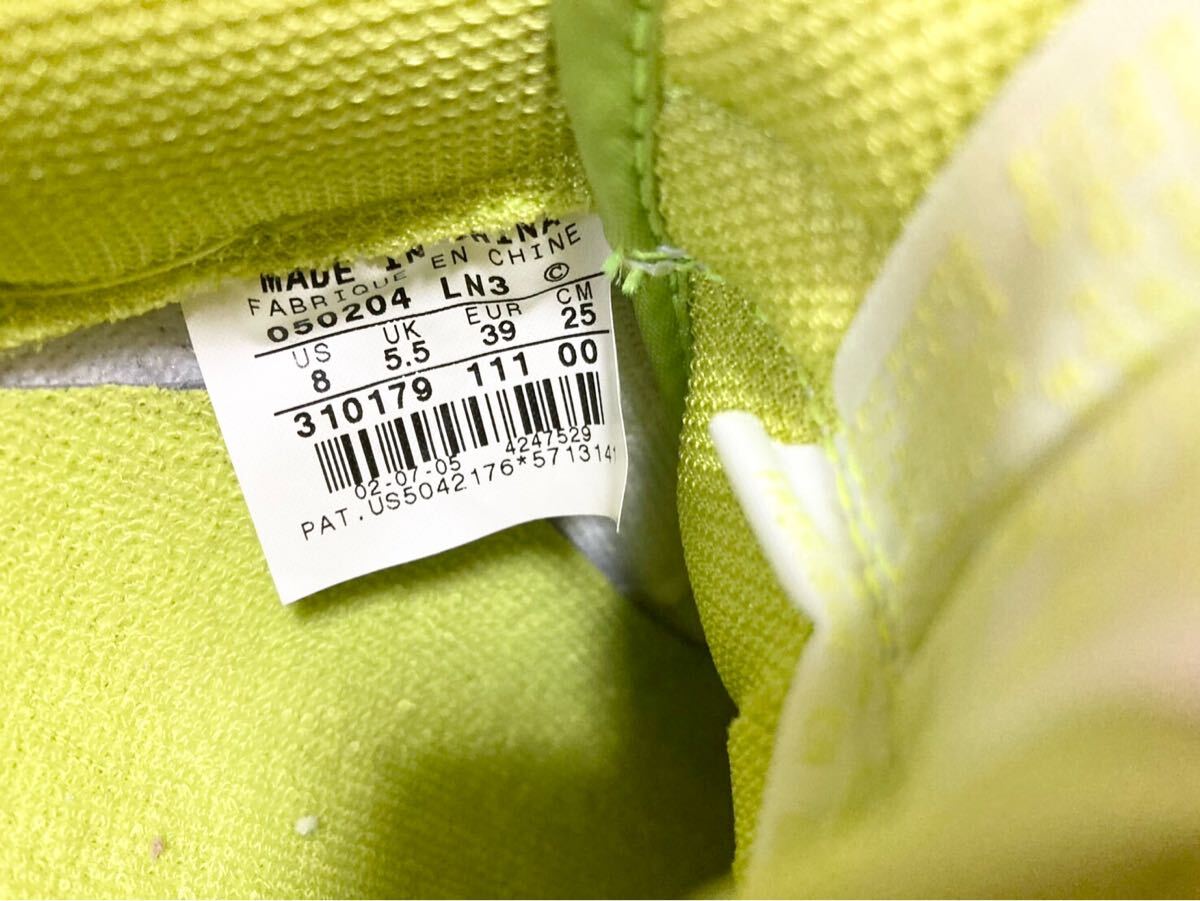 MADE IN CHINA
FABRIQUE EN CHINE
050204 LN3 ©
US UK EUR CM
8 5.5 39 25
310179 111 00
02-07-05 4247529
PAT.US5042176*571314